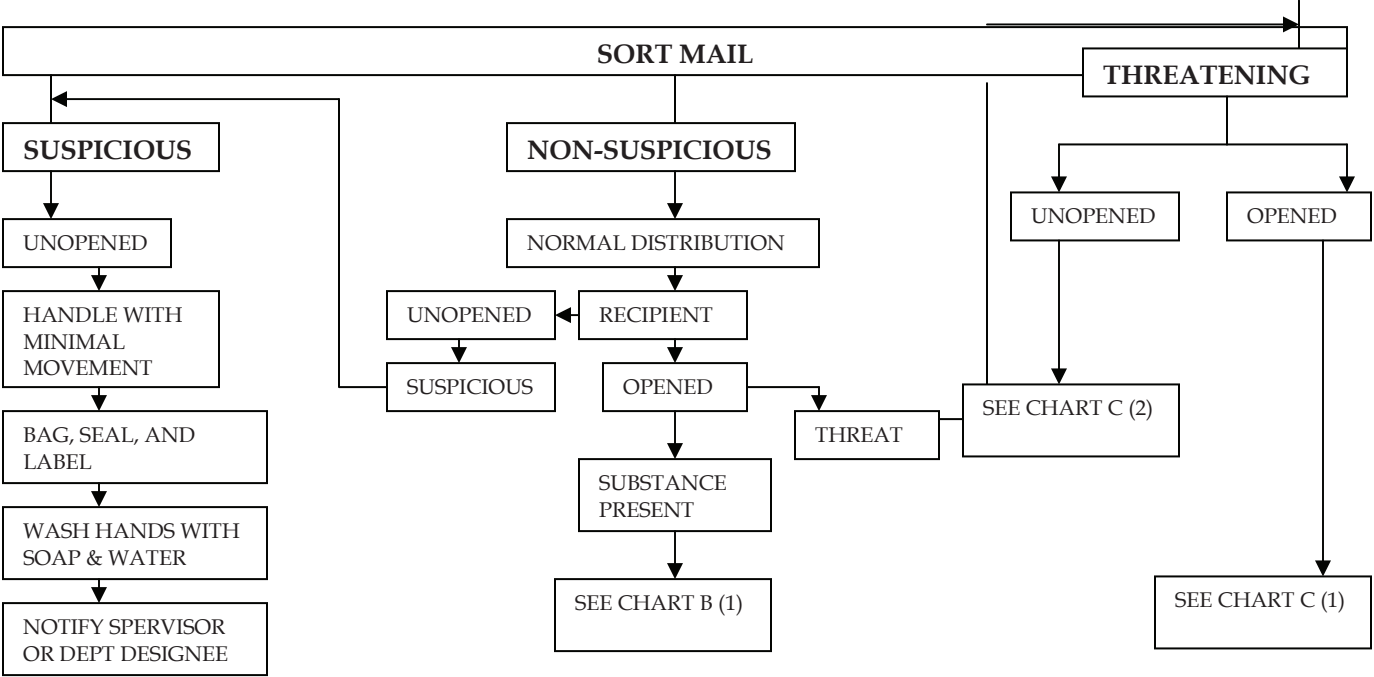 SORT MAIL
THREATENING
SUSPICIOUS
NON-SUSPICIOUS
UNOPENED
OPENED
UNOPENED
NORMAL DISTRIBUTION
HANDLE WITH
MINIMAL
MOVEMENT
UNOPENED
RECIPIENT
SUSPICIOUS
OPENED
SEE CHART C (2)
THREAT
BAG, SEAL, AND
LABEL
SUBSTANCE
PRESENT
WASH HANDS WITH
SOAP & WATER
SEE CHART B (1)
SEE CHART C (1)
NOTIFY SPERVISOR
OR DEPT DESIGNEE